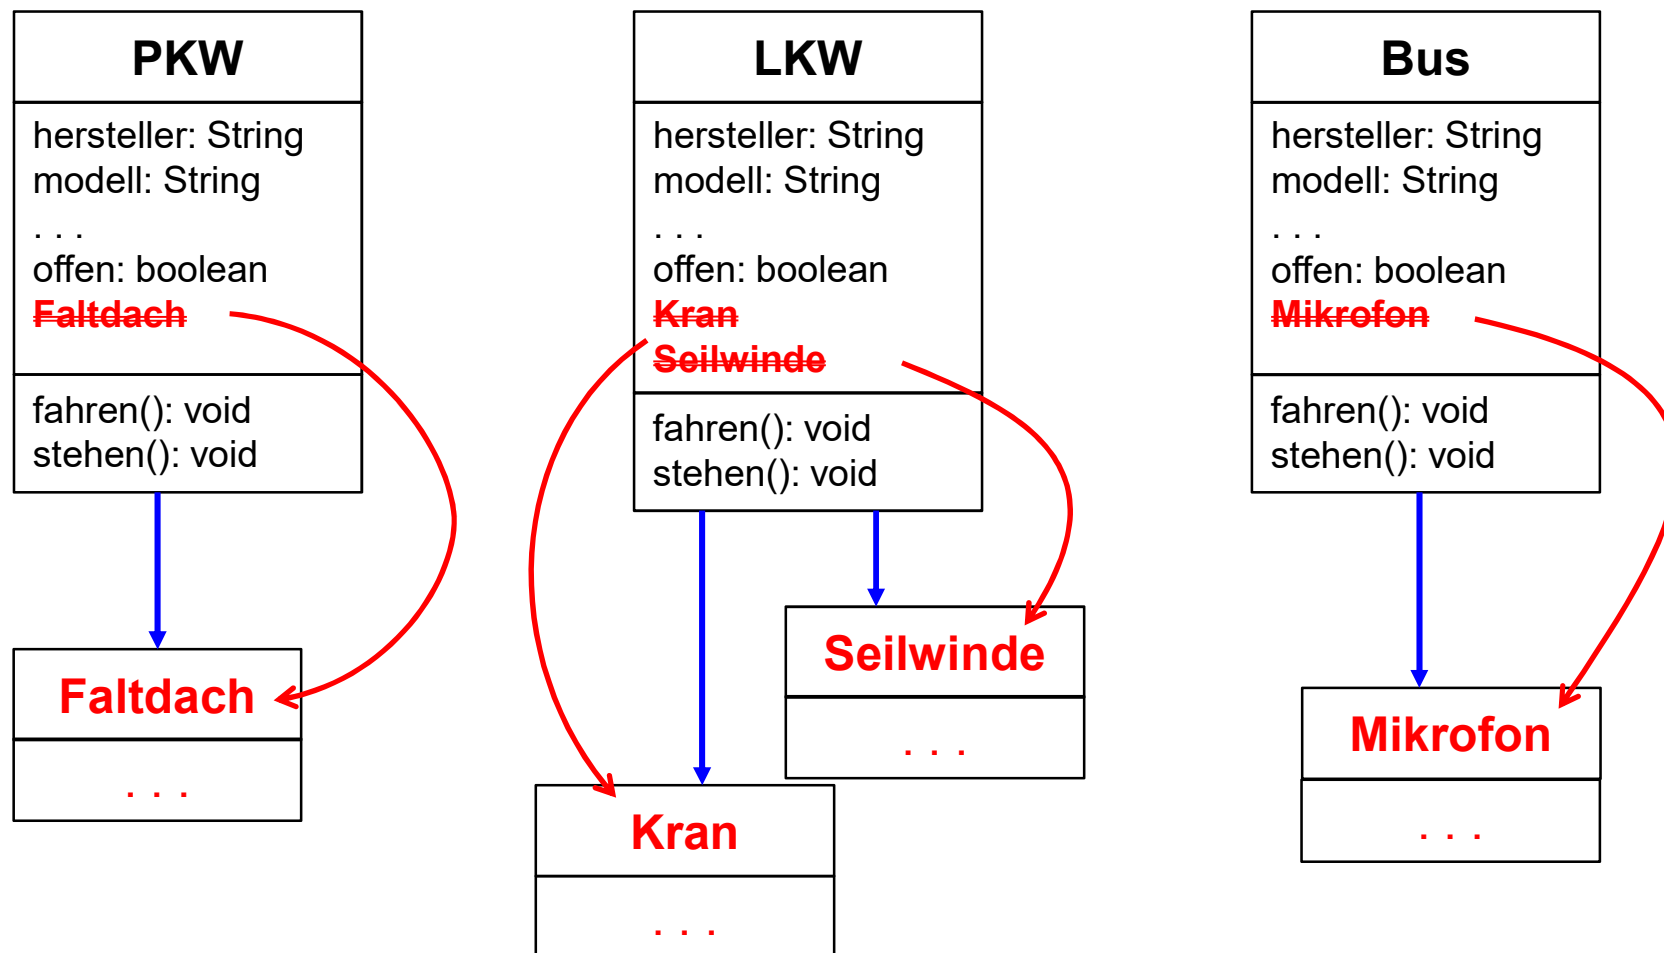 PKW
hersteller: String
modell: String
. . .
offen: boolean
Faltdach
fahren(): void
stehen(): void
Faltdach
. . .
LKW
hersteller: String
modell: String
. . .
offen: boolean
Kran
Seilwinde
fahren(): void
stehen(): void
Seilwinde
. . .
Kran
. . .
Bus
hersteller: String
modell: String
. . .
offen: boolean
Mikrofon
fahren(): void
stehen(): void
Mikrofon
. . .